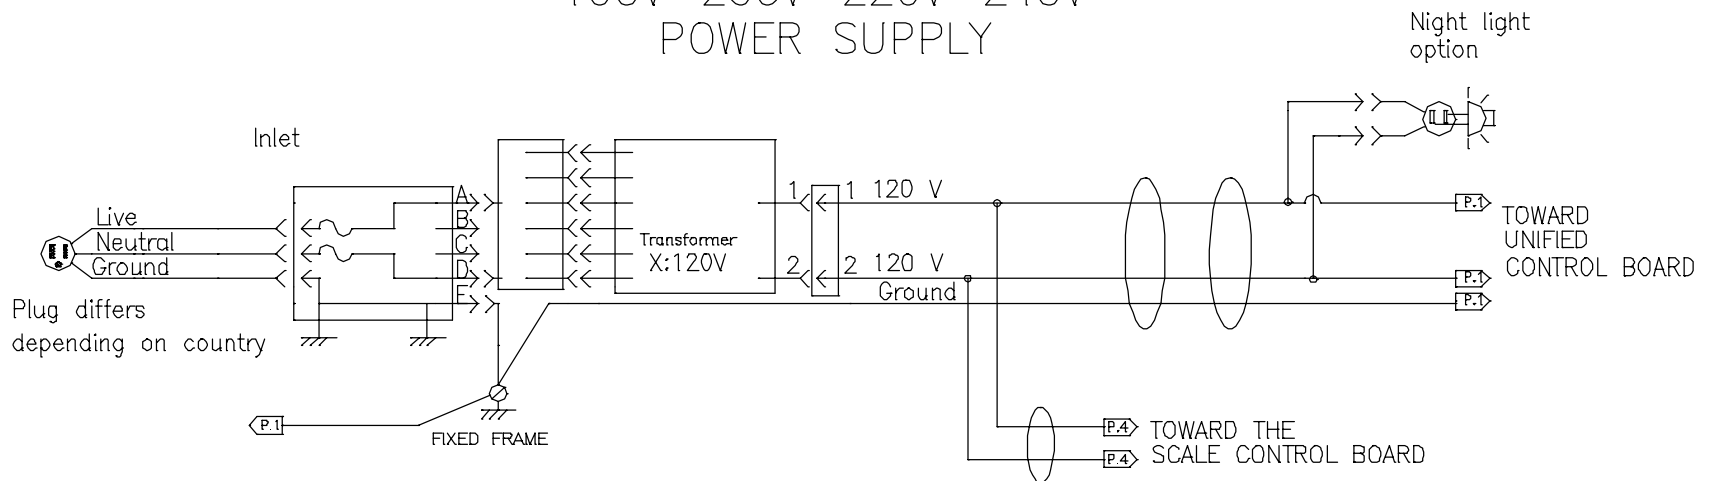 POWER SUPPLY
Night light
option
Inlet
Live
Neutral
Ground
Plug differs
depending on country
A
B
C
D
E
Transformer
X:120V
1
1 120 V
2
2 120 V
Ground
P.1
P.1
P.1
TOWARD
UNIFIED
CONTROL BOARD
P.1
FIXED FRAME
P.4
P.4
TOWARD THE
SCALE CONTROL BOARD